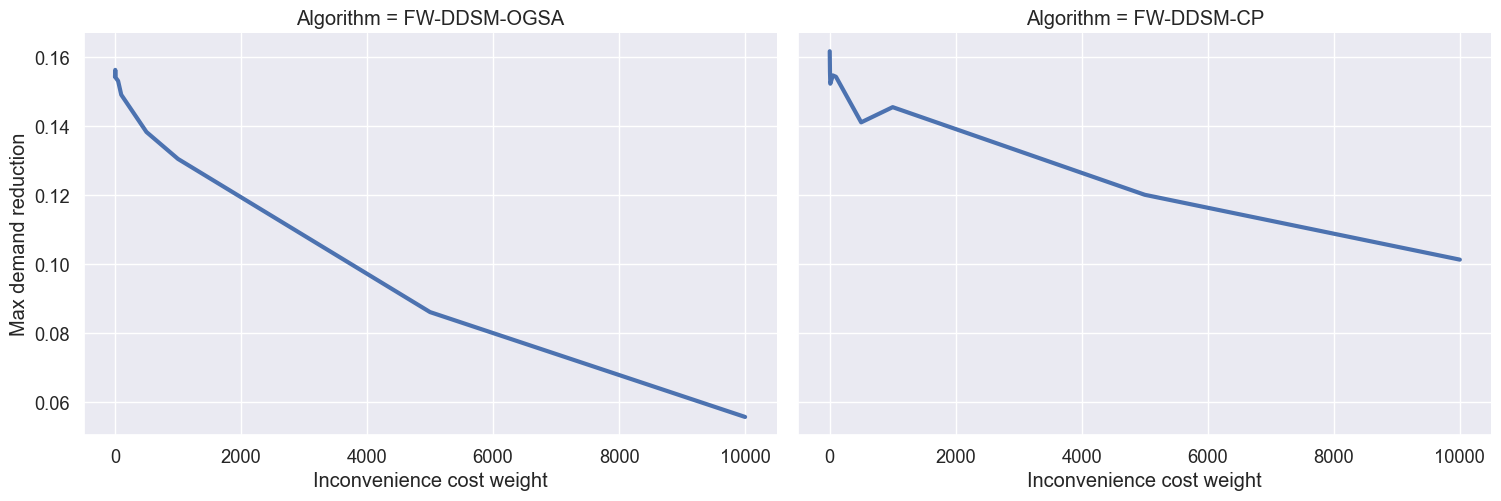 Algorithm = FW-DDSM-OGSA
Algorithm = FW-DDSM-CP
Max demand reduction
0.16
0.14
0.12
0.10
0.08
0.06
0 2000 4000 6000 8000 10000
0 2000 4000 6000 8000 10000
Inconvenience cost weight
Inconvenience cost weight